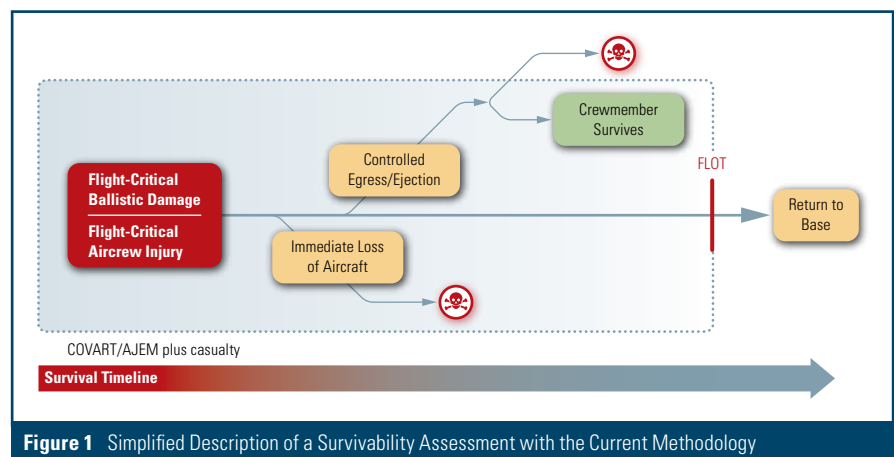 Crewmember
Survives
Controlled
Egress/Ejection
FLOT
Flight-Critical
Ballistic Damage
Flight-Critical
Aircrew Injury
Return to
Base
Immediate Loss
of Aircraft
COVART/AJEM plus casualty
Survival Timeline
Figure 1 Simplified Description of a Survivability Assessment with the Current Methodology